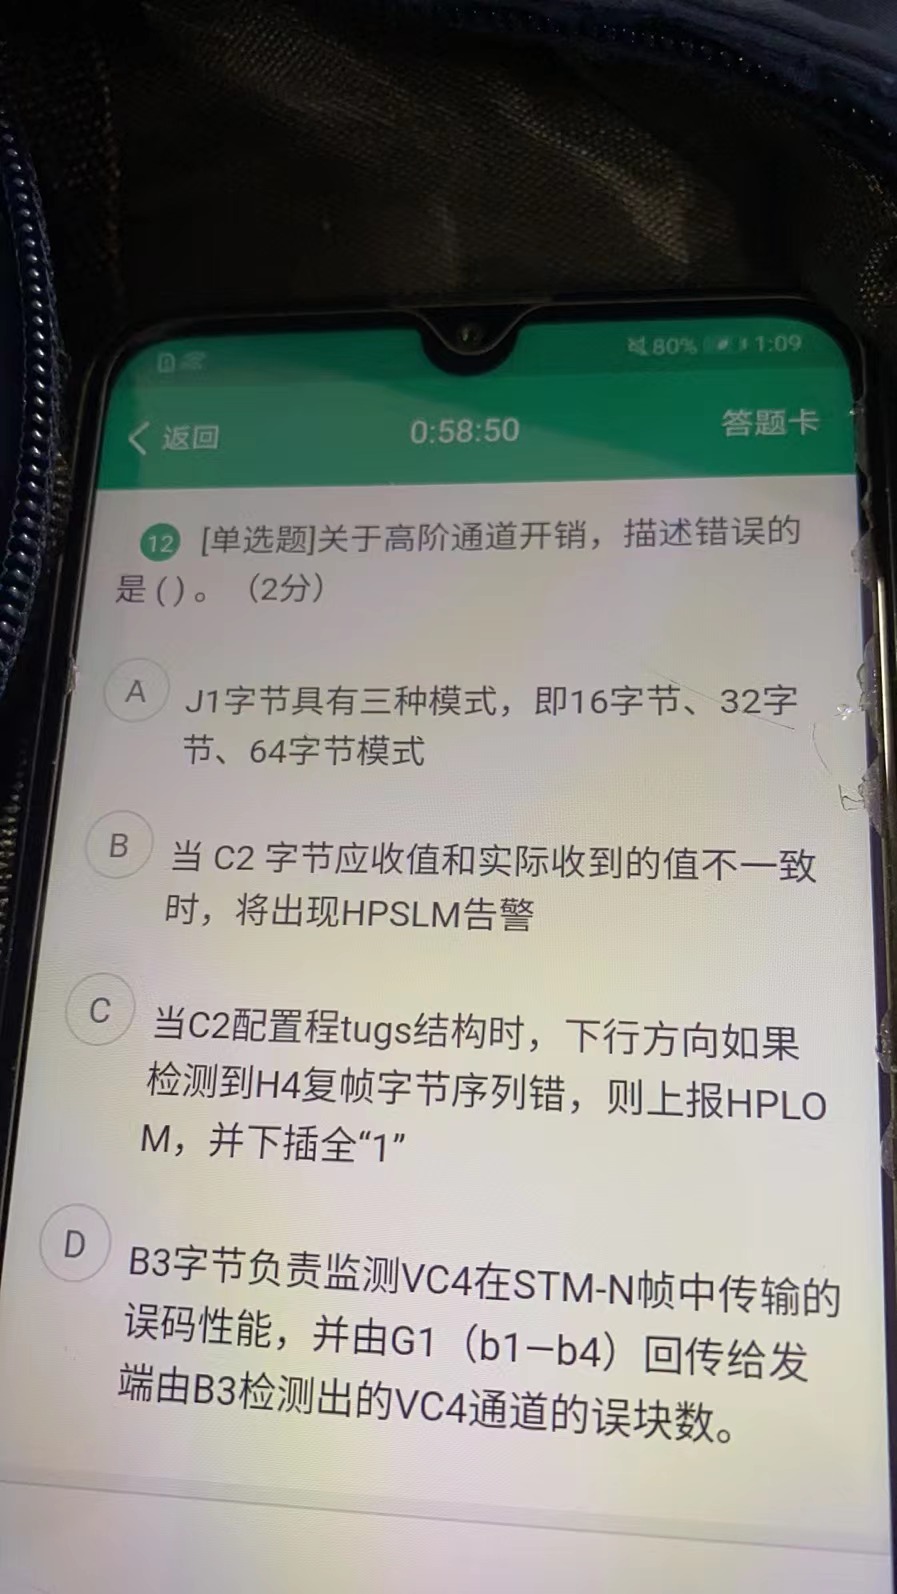 80% 1:09
返回 0:58:50 答题卡
12 [单选题]关于高阶通道开销，描述错误的
是 ( ) 。（2分）
A J1字节具有三种模式，即16字节、32字
节、64字节模式
B 当 C2 字节应收值和实际收到的值不一致
时，将出现HPSLM告警
C 当C2配置程tugs结构时，下行方向如果
检测到H4复帧字节序列错，则上报HPLO
M，并下插全“1”
D B3字节负责监测VC4在STM-N帧中传输的
误码性能，并由G1（b1－b4）回传给发
端由B3检测出的VC4通道的误块数。